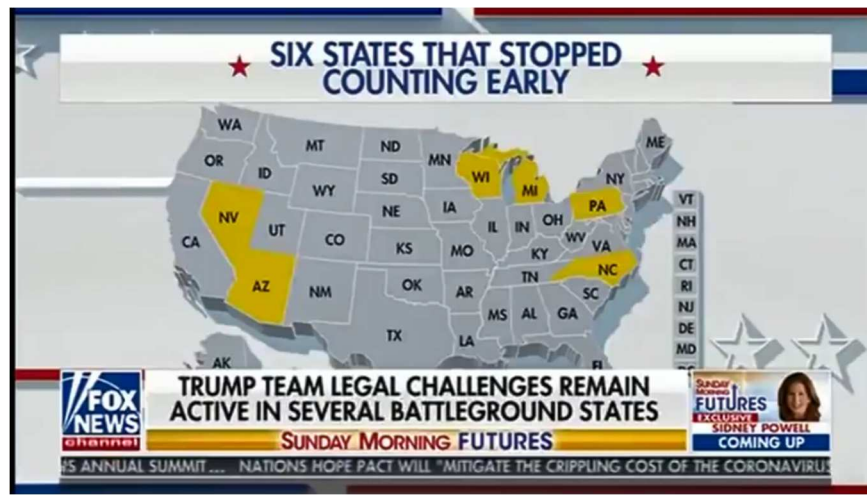 SIX STATES THAT STOPPED
COUNTING EARLY
WA
MT
ND
MN
ME
OR
ID
SD
WI
MI
NY
WY
NV
NE
IA
PA
VT
UT
IL
IN
OH
NH
CA
CO
KS
MO
WV
VA
MA
KY
CT
AZ
NM
OK
AR
TN
NC
RI
SC
NJ
MS
AL
GA
DE
TX
LA
MD
AK
FOX
NEWS
channel
TRUMP TEAM LEGAL CHALLENGES REMAIN
ACTIVE IN SEVERAL BATTLEGROUND STATES
SUNDAY MORNING FUTURES
SUNDAY
MORNING
FUTURES
EXCLUSIVE
SIDNEY POWELL
COMING UP
ANNUAL SUMMIT... NATIONS HOPE PACT WILL "MITIGATE THE CRIPPLING COST OF THE CORONAVIRUS